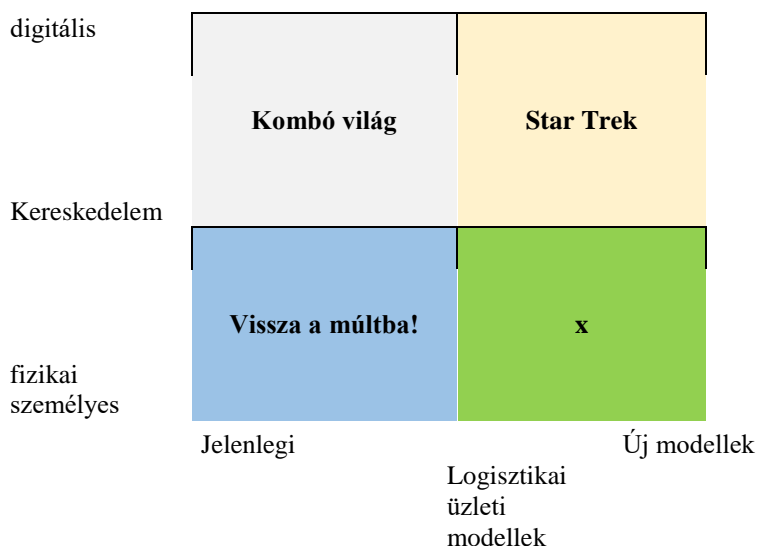 digitális
Kombó világ
Star Trek
Kereskedelem
Vissza a múltba!
x
fizikai
személyes
Jelenlegi
Új modellek
Logisztikai
üzleti
modellek